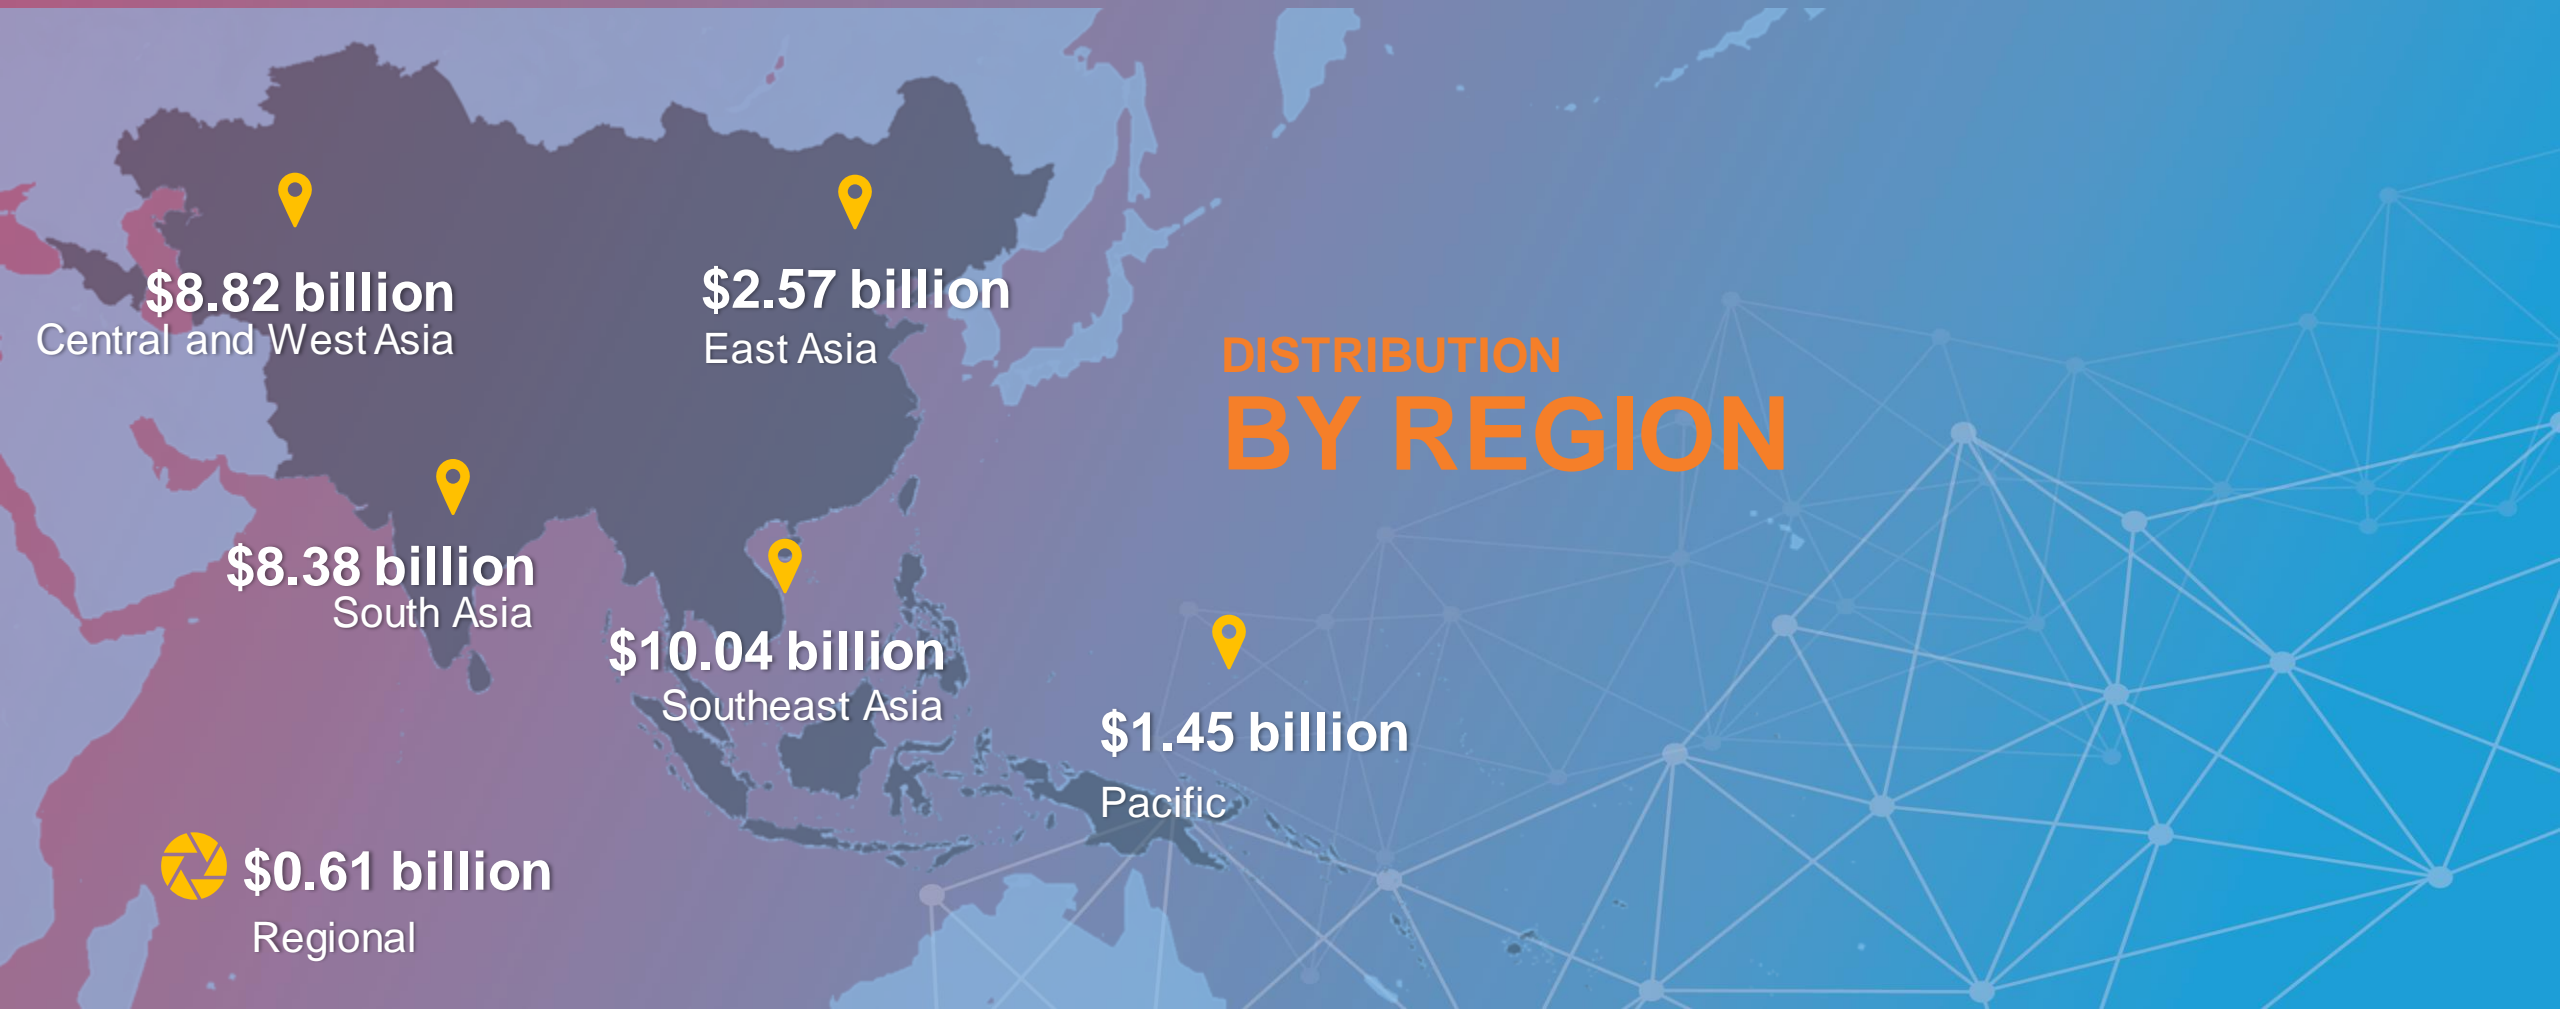 $8.82 billion
Central and West Asia
$2.57 billion
East Asia
DISTRIBUTION
BY REGION
$8.38 billion
South Asia
$10.04 billion
Southeast Asia
$1.45 billion
Pacific
$0.61 billion
Regional